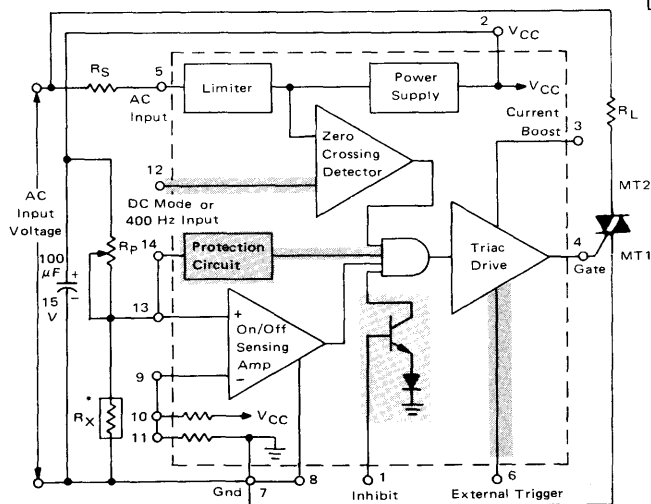 2
VCC
RS
5
AC
Input
Limiter
Power
Supply
VCC
Current
Boost
3
RL
Zero
Crossing
Detector
12
DC Mode or
400 Hz Input
AC
Input
Voltage
MT2
MT1
100
μF
15
V
+
−
RP
14
Protection
Circuit
Triac
Drive
4
Gate
13
+
On/Off
Sensing
Amp
−
9
10
VCC
11
RX
*
Gnd
7
8
1
Inhibit
6
External Trigger